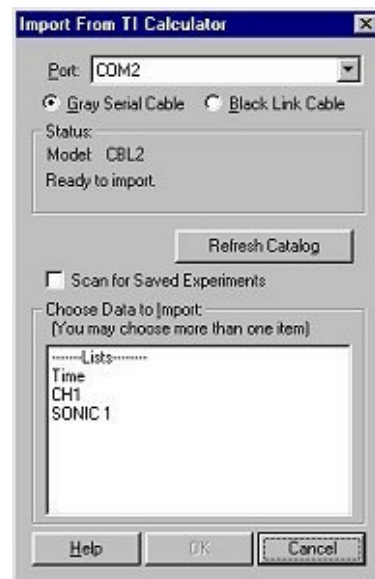 Import From TI Calculator
Port: COM2
Gray Serial Cable Black Link Cable
Status:
Model: CBL2
Ready to import.
Refresh Catalog
Scan for Saved Experiments
Choose Data to Import:
(You may choose more than one item)
-------Lists--------
Time
CH1
SONIC 1
Help OK Cancel